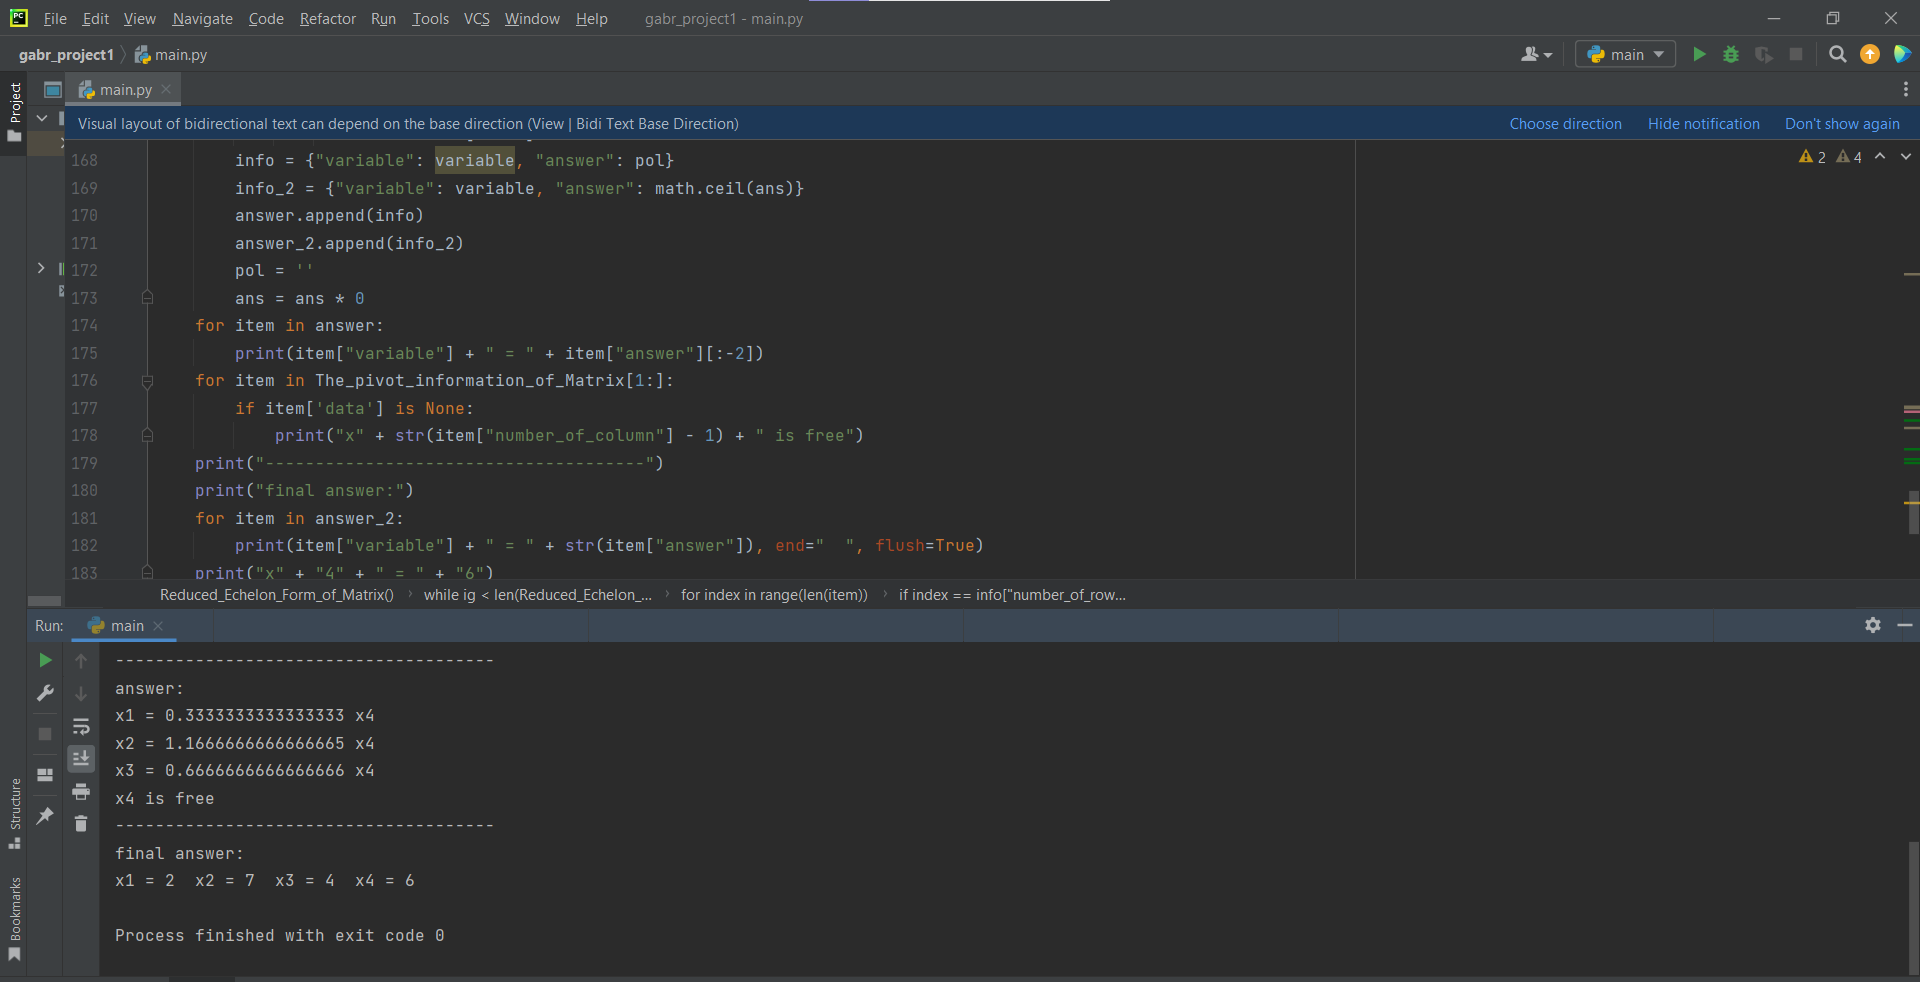 File Edit View Navigate Code Refactor Run Tools VCS Window Help gabr_project1 - main.py
gabr_project1 main.py
main
Project
main.py
Visual layout of bidirectional text can depend on the base direction (View | Bidi Text Base Direction) Choose direction Hide notification Don't show again
2 4
168 info = {"variable": variable, "answer": pol}
169 info_2 = {"variable": variable, "answer": math.ceil(ans)}
170 answer.append(info)
171 answer_2.append(info_2)
172 pol = ''
173 ans = ans * 0
174 for item in answer:
175 print(item["variable"] + " = " + item["answer"][:-2])
176 for item in The_pivot_information_of_Matrix[1:]:
177 if item['data'] is None:
178 print("x" + str(item["number_of_column"] - 1) + " is free")
179 print("--------------------------------------")
180 print("final answer:")
181 for item in answer_2:
182 print(item["variable"] + " = " + str(item["answer"]), end="  ", flush=True)
183 print("x" + "4" + " = " + "6")
Reduced_Echelon_Form_of_Matrix() while ig < len(Reduced_Echelon_... for index in range(len(item)) if index == info["number_of_row...
Run: main
--------------------------------------
answer:
x1 = 0.3333333333333333 x4
x2 = 1.1666666666666665 x4
x3 = 0.6666666666666666 x4
x4 is free
--------------------------------------
final answer:
x1 = 2  x2 = 7  x3 = 4  x4 = 6
Process finished with exit code 0
Structure
Bookmarks